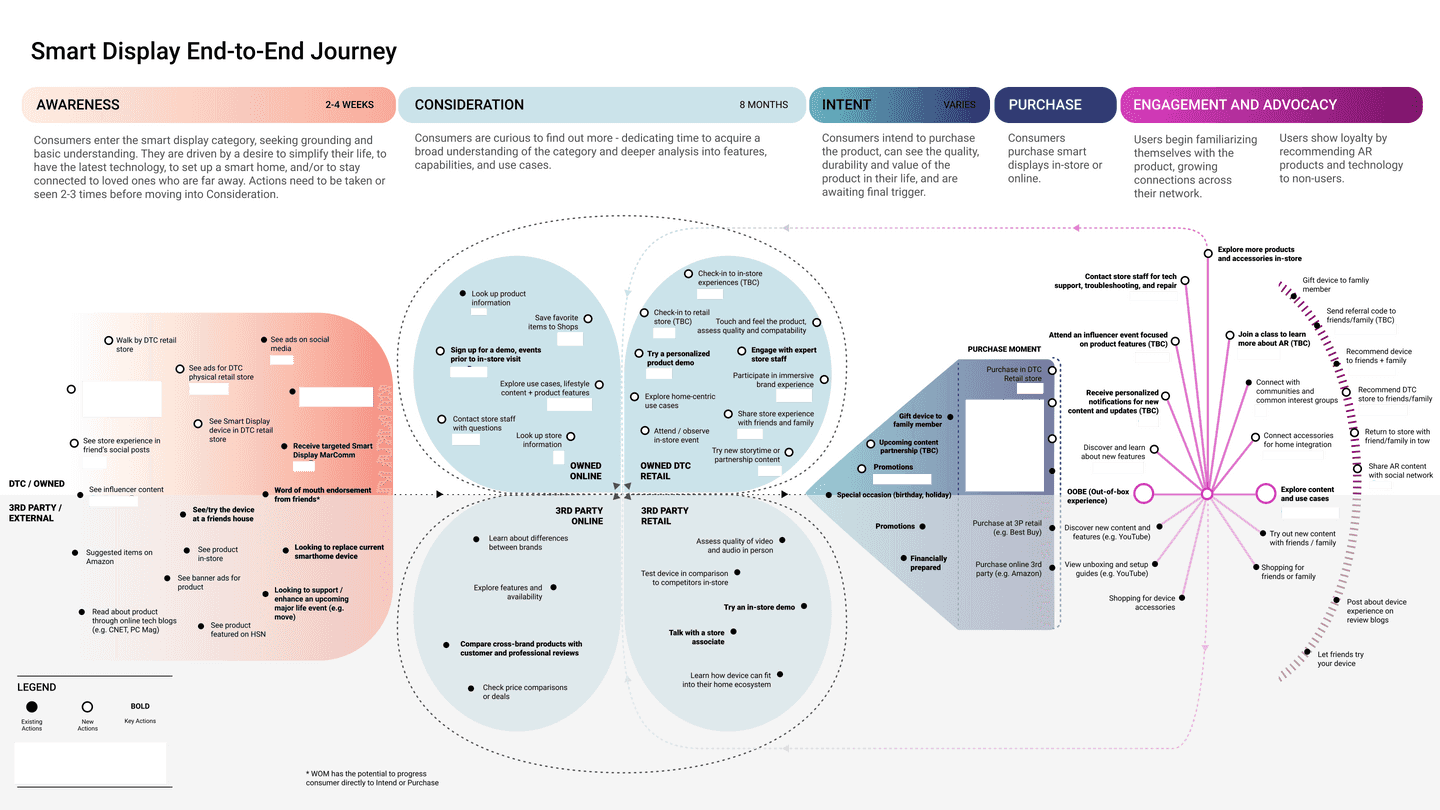 Smart Display End-to-End Journey
AWARENESS
2-4 WEEKS
CONSIDERATION
8 MONTHS
INTENT
VARIES
PURCHASE
ENGAGEMENT AND ADVOCACY
Consumers enter the smart display category, seeking grounding and
basic understanding. They are driven by a desire to simplify their life, to
have the latest technology, to set up a smart home, and/or to stay
connected to loved ones who are far away. Actions need to be taken or
seen 2-3 times before moving into Consideration.
Consumers are curious to find out more - dedicating time to acquire a
broad understanding of the category and deeper analysis into features,
capabilities, and use cases.
Consumers intend to purchase
the product, can see the quality,
durability and value of the
product in their life, and are
awaiting final trigger.
Consumers
purchase smart
displays in-store or
online.
Users begin familiarizing
themselves with the
product, growing
connections across
their network.
Users show loyalty by
recommending AR
products and technology
to non-users.
Walk by DTC retail
store
See ads on social
media
See ads for DTC
physical retail store
See Smart Display
device in DTC retail
store
See store experience in
friend's social posts
Receive targeted Smart
Display MarComm
See influencer content
Word of mouth endorsement
from friends*
DTC / OWNED
3RD PARTY /
EXTERNAL
See/try the device
at a friends house
Suggested items on
Amazon
See product
in-store
Looking to replace current
smarthome device
See banner ads for
product
Looking to support /
enhance an upcoming
major life event (e.g.
move)
Read about product
through online tech blogs
(e.g. CNET, PC Mag)
See product
featured on HSN
Look up product
information
Save favorite
items to Shops
Sign up for a demo, events
prior to in-store visit
Explore use cases, lifestyle
content + product features
Contact store staff
with questions
Look up store
information
OWNED
ONLINE
Check-in to in-store
experiences (TBC)
Check-in to retail
store (TBC)
Touch and feel the product,
assess quality and compatability
Try a personalized
product demo
Engage with expert
store staff
Participate in immersive
brand experience
Explore home-centric
use cases
Share store experience
with friends and family
Attend / observe
in-store event
Try new storytime or
partnership content
OWNED DTC
RETAIL
3RD PARTY
ONLINE
Learn about differences
between brands
Explore features and
availability
Compare cross-brand products with
customer and professional reviews
Check price comparisons
or deals
3RD PARTY
RETAIL
Assess quality of video
and audio in person
Test device in comparison
to competitors in-store
Try an in-store demo
Talk with a store
associate
Learn how device can fit
into their home ecosystem
Gift device to
family member
Upcoming content
partnership (TBC)
Promotions
Special occasion (birthday, holiday)
Promotions
Financially
prepared
PURCHASE MOMENT
Purchase in DTC
Retail store
Purchase at 3P retail
(e.g. Best Buy)
Purchase online 3rd
party (e.g. Amazon)
Explore more products
and accessories in-store
Contact store staff for tech
support, troubleshooting, and repair
Attend an influencer event focused
on product features (TBC)
Join a class to learn
more about AR (TBC)
Receive personalized
notifications for new
content and updates (TBC)
Connect with
communities and
common interest groups
Discover and learn
about new features
Connect accessories
for home integration
OOBE (Out-of-box
experience)
Explore content
and use cases
Discover new content and
features (e.g. YouTube)
Try out new content
with friends / family
View unboxing and setup
guides (e.g. YouTube)
Shopping for
friends or family
Shopping for device
accessories
Gift device to famliy
member
Send referral code to
friends/family (TBC)
Recommend device
to friends + family
Recommend DTC
store to friends/family
Return to store with
friend/family in tow
Share AR content
with social network
Post about device
experience on
review blogs
Let friends try
your device
LEGEND
BOLD
Existing
Actions
New
Actions
Key Actions
* WOM has the potential to progress
consumer directly to Intend or Purchase